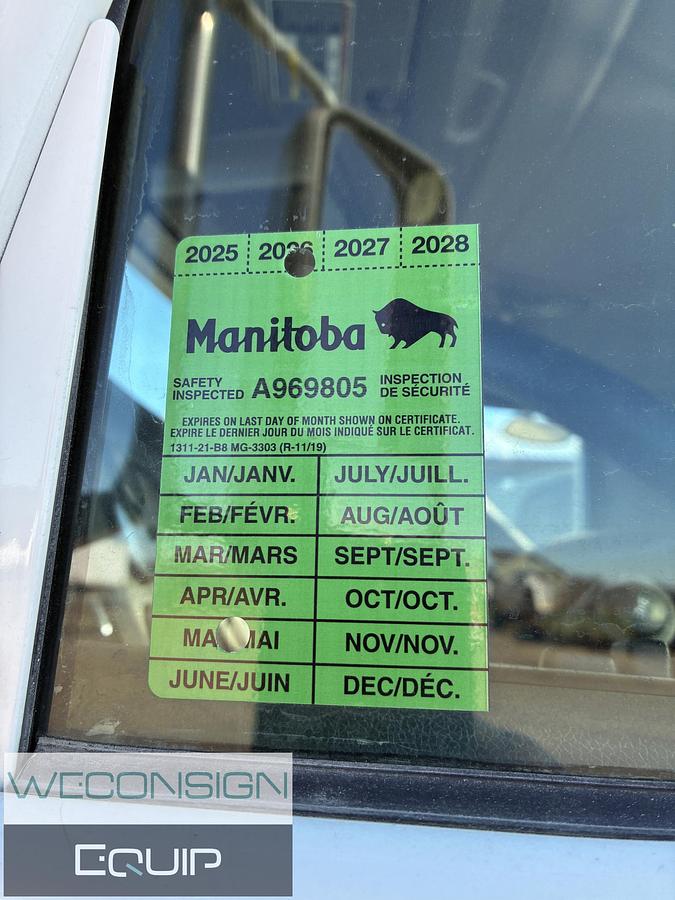 2025 2026 2027 2028
Manitoba
SAFETY INSPECTED A969805 INSPECTION DE SÉCURITÉ
EXPIRES ON LAST DAY OF MONTH SHOWN ON CERTIFICATE.
EXPIRE LE DERNIER JOUR DU MOIS INDIQUÉ SUR LE CERTIFICAT.
1311-21-B8 MG-3303 (R-11/19)
JAN/JANV. JULY/JUILL.
FEB/FÉVR. AUG/AOÛT
MAR/MARS SEPT/SEPT.
APR/AVR. OCT/OCT.
MAY/MAI NOV/NOV.
JUNE/JUIN DEC/DÉC.
WECONSIGN
EQUIP